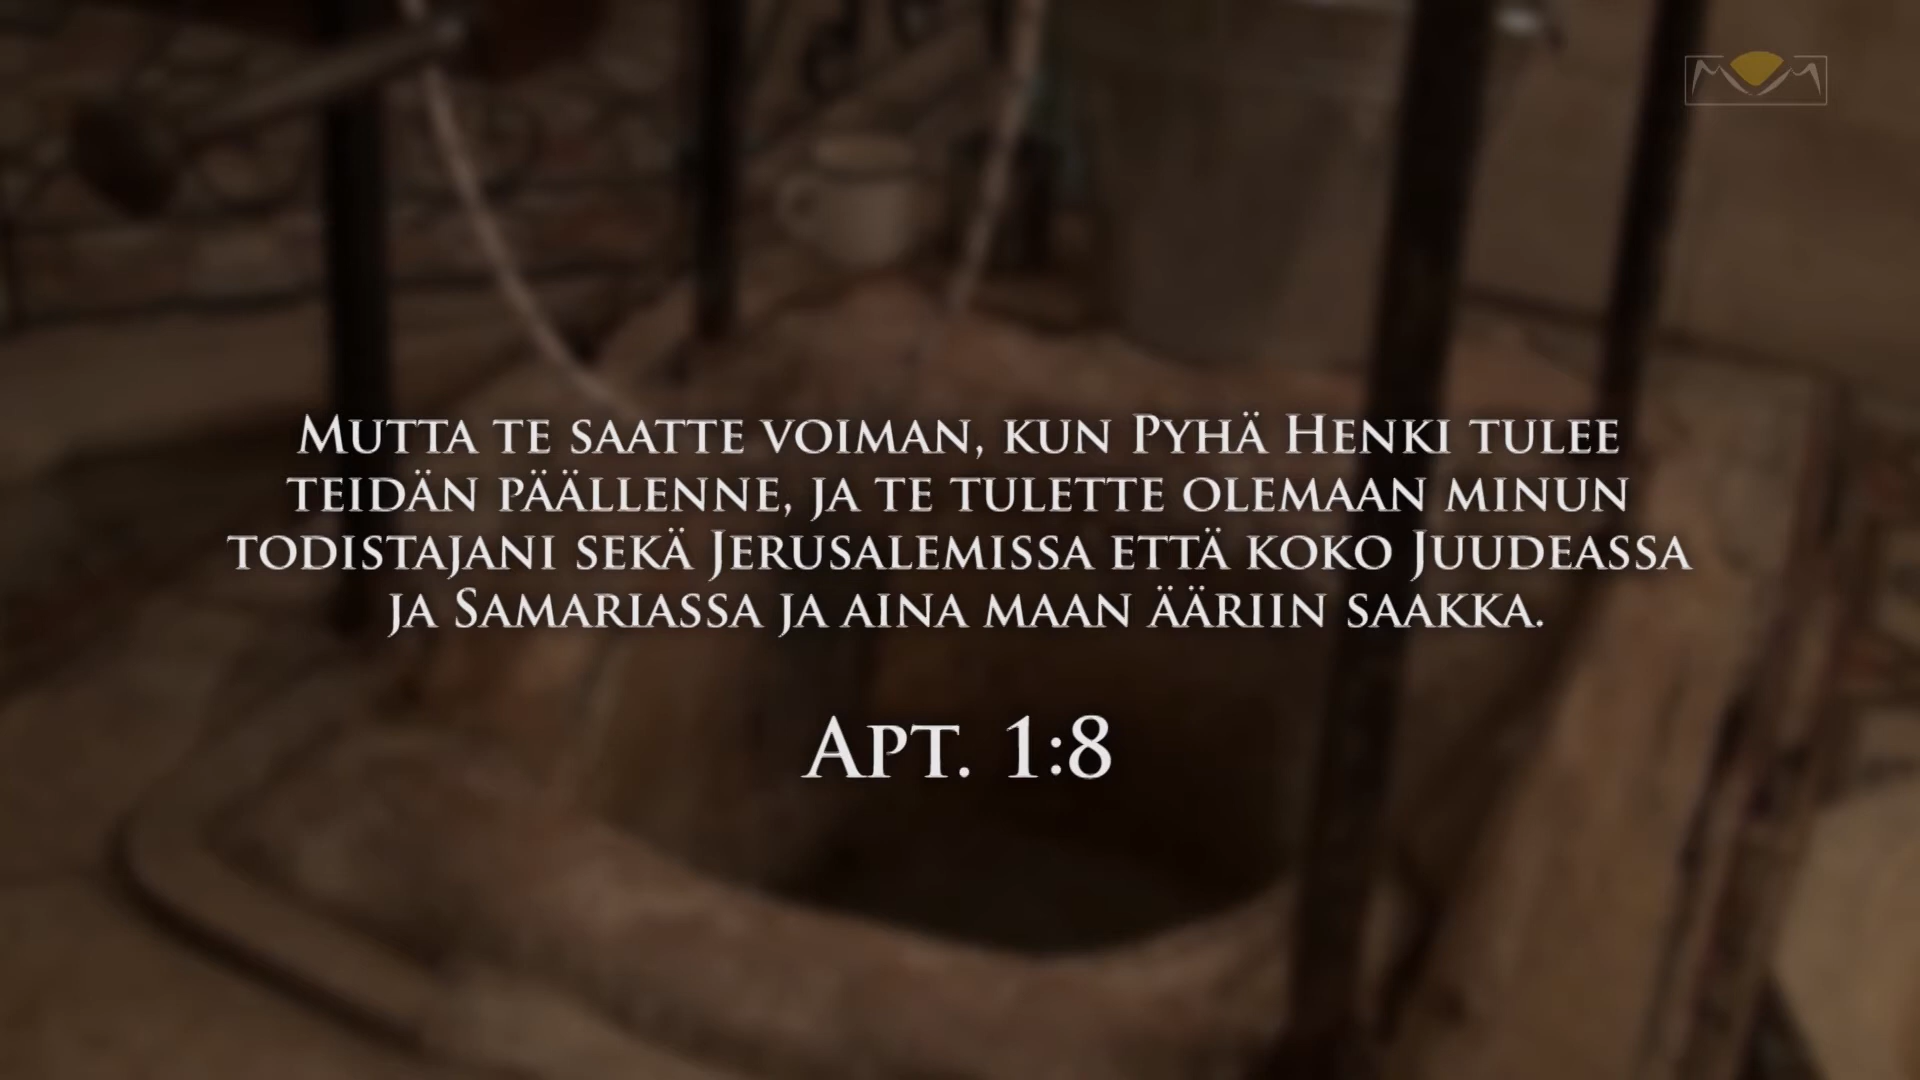 Mutta te saatte voiman, kun Pyhä Henki tulee
teidän päällenne, ja te tulette olemaan minun
todistajani sekä Jerusalemissa että koko Juudeassa
ja Samariassa ja aina maan ääriin saakka.
Apt. 1:8